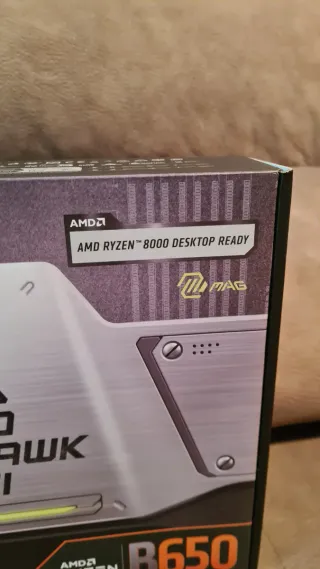 AMD
AMD RYZEN™ 8000 DESKTOP READY
MAG
AWK
AMD
B650